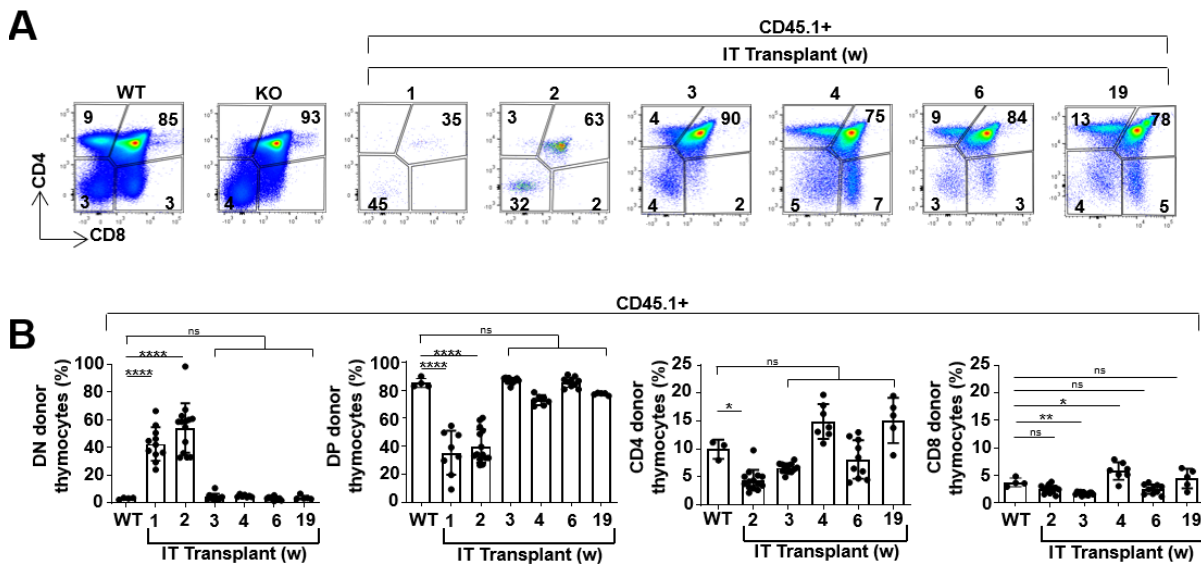 A
CD45.1+
IT Transplant (w)
WT KO 1 2 3 4 6 19
9 85 93 35 3 63 4 90 75 9 84 13 78
3 3 4 45 32 2 4 2 5 7 3 3 4 5
CD4
CD8
B
CD45.1+
ns ns ns ns
**** **** * ns
**** **** * **
ns
ns
DN donor thymocytes (%)
100
80
60
40
20
0
WT 1 2 3 4 6 19
IT Transplant (w)
DP donor thymocytes (%)
100
80
60
40
20
0
WT 1 2 3 4 6 19
IT Transplant (w)
CD4 donor thymocytes (%)
25
20
15
10
5
0
WT 2 3 4 6 19
IT Transplant (w)
CD8 donor thymocytes (%)
25
20
15
10
5
0
WT 2 3 4 6 19
IT Transplant (w)